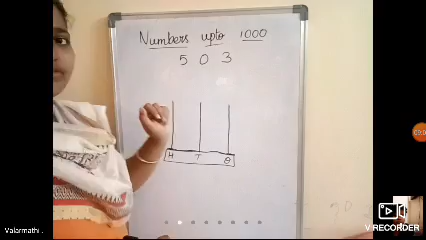 Numbers upto 1000
5 0 3
H T O
Valarmathi .
V RECORDER